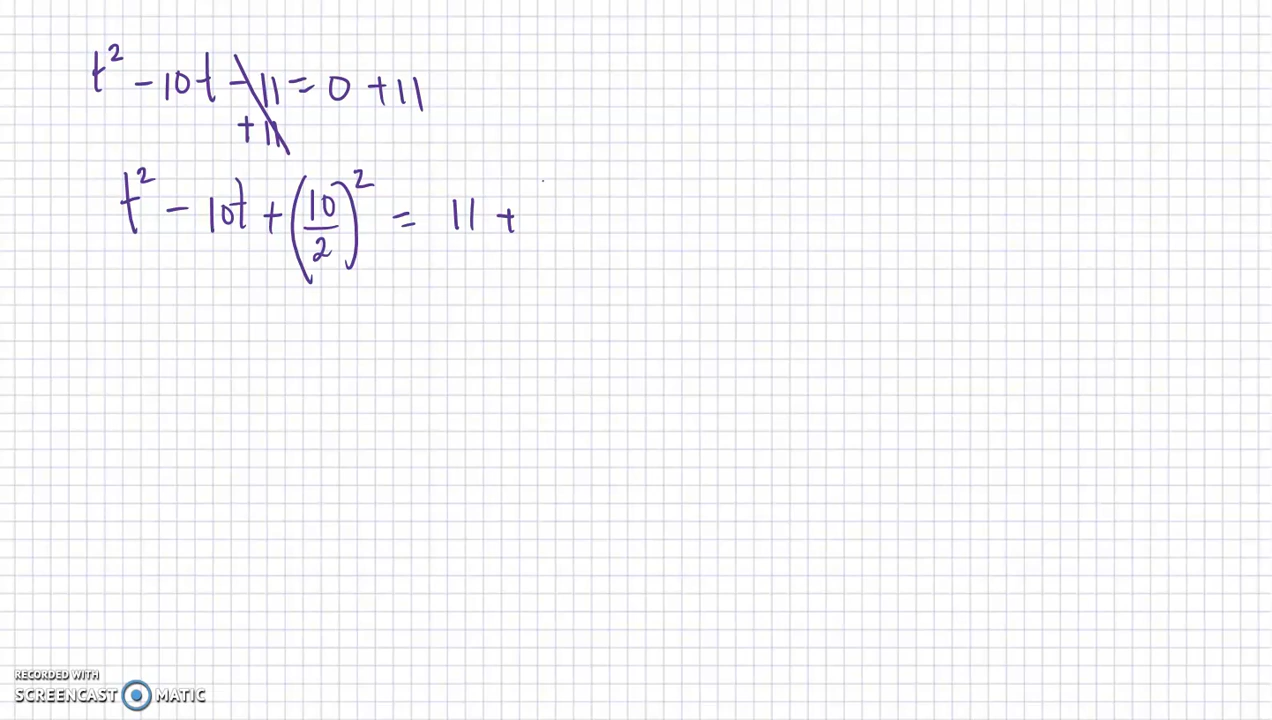 t² - 10t - 11 = 0 + 11
+ 11
t² - 10t + (10/2)² = 11 +
RECORDED WITH
SCREENCAST MATIC